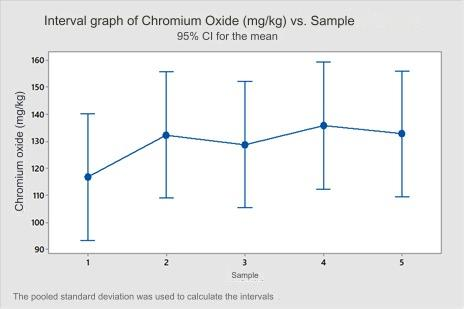 Interval graph of Chromium Oxide (mg/kg) vs. Sample
95% CI for the mean
Chromium oxide (mg/kg)
160
150
140
130
120
110
100
90
1 2 3 4 5
Sample
The pooled standard deviation was used to calculate the intervals